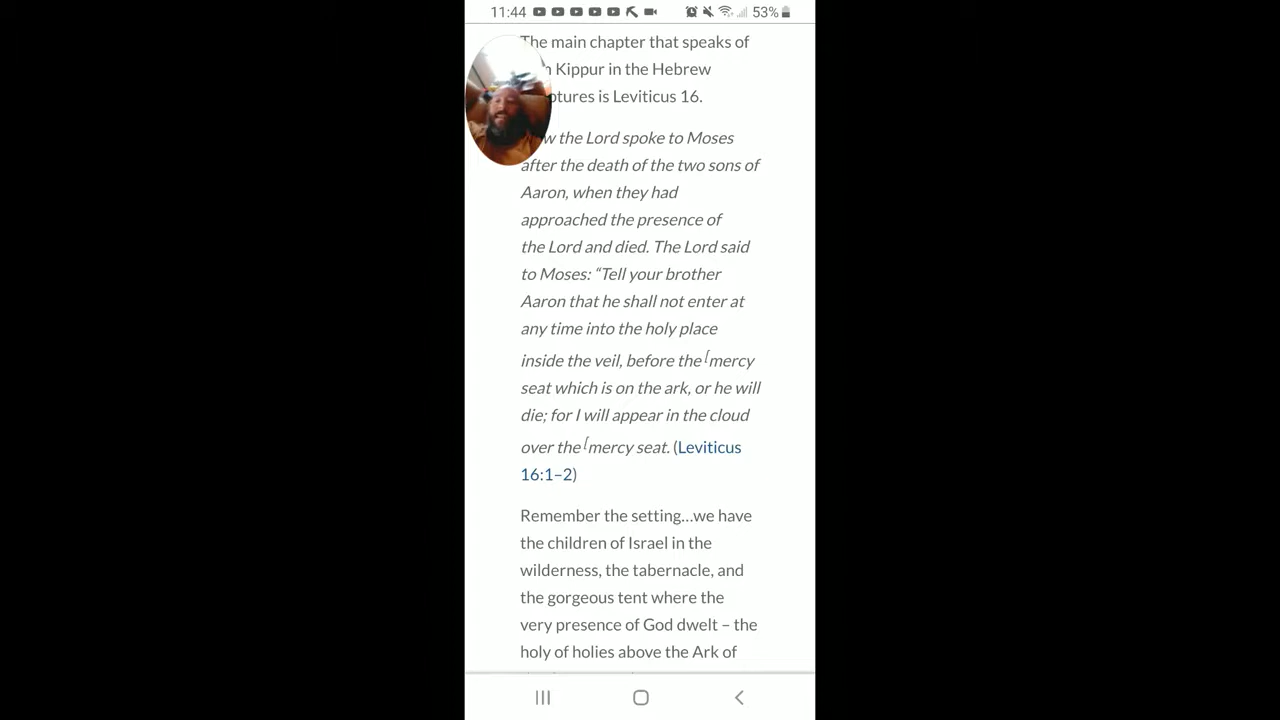 11:44
53%
The main chapter that speaks of
Kippur in the Hebrew
is Leviticus 16.
the Lord spoke to Moses
after the death of the two sons of
Aaron, when they had
approached the presence of
the Lord and died. The Lord said
to Moses: “Tell your brother
Aaron that he shall not enter at
any time into the holy place
inside the veil, before the [mercy
seat which is on the ark, or he will
die; for I will appear in the cloud
over the [mercy seat. (Leviticus
16:1–2)
Remember the setting...we have
the children of Israel in the
wilderness, the tabernacle, and
the gorgeous tent where the
very presence of God dwelt – the
holy of holies above the Ark of